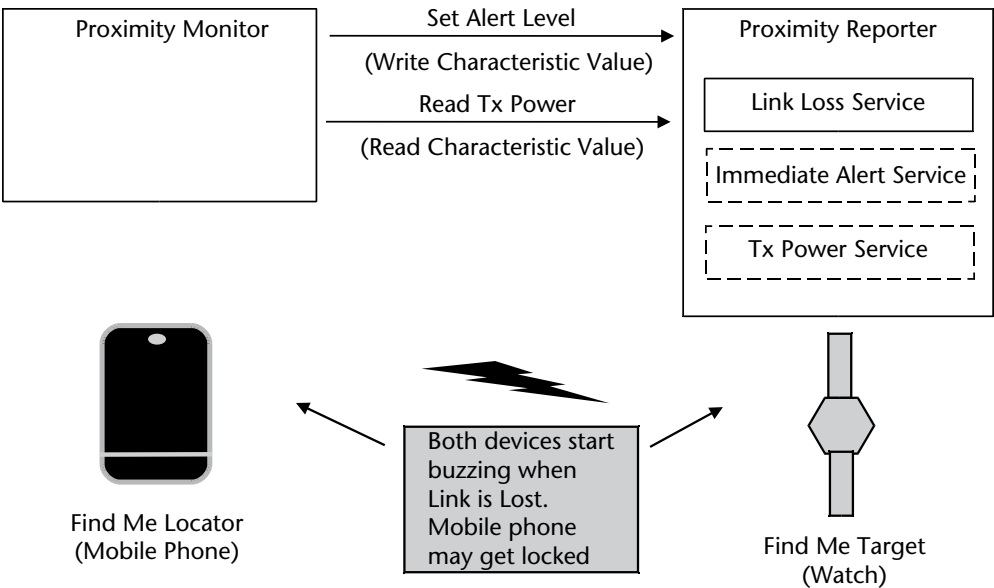 Proximity Monitor
Set Alert Level
(Write Characteristic Value)
Read Tx Power
(Read Characteristic Value)
Proximity Reporter
Link Loss Service
Immediate Alert Service
Tx Power Service
Both devices start
buzzing when
Link is Lost.
Mobile phone
may get locked
Find Me Locator
(Mobile Phone)
Find Me Target
(Watch)